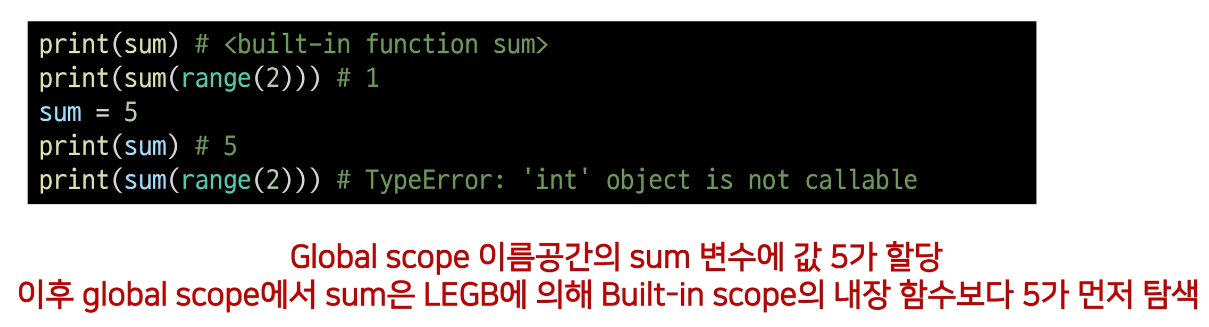 print(sum) # <built-in function sum>
print(sum(range(2))) # 1
sum = 5
print(sum) # 5
print(sum(range(2))) # TypeError: 'int' object is not callable
Global scope 이름공간의 sum 변수에 값 5가 할당
이후 global scope에서 sum은 LEGB에 의해 Built-in scope의 내장 함수보다 5가 먼저 탐색